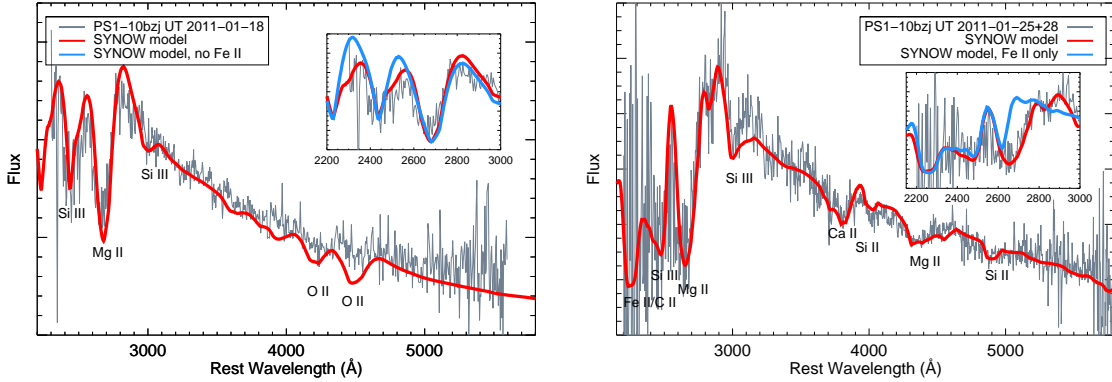 PS1−10bzj UT 2011−01−18
SYNOW model
SYNOW model, no Fe II
2200 2400 2600 2800 3000
Si III
Si III
Mg II
O II
O II
Flux
3000 4000 5000
Rest Wavelength (Å)
PS1−10bzj UT 2011−01−25+28
SYNOW model
SYNOW model, Fe II only
2200 2400 2600 2800 3000
Si III
Ca II
Si II
Si III
Mg II
Mg II
Si II
Fe II/C II
Flux
3000 4000 5000
Rest Wavelength (Å)